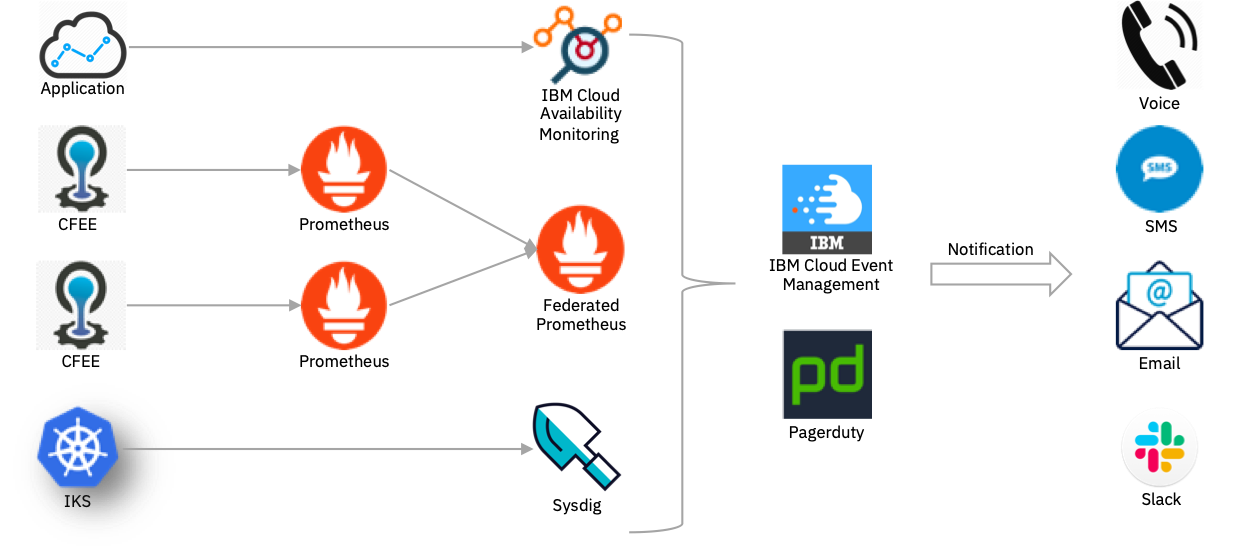 Application
IBM Cloud
Availability
Monitoring
CFEE
Prometheus
CFEE
Prometheus
Federated
Prometheus
IKS
Sysdig
IBM
IBM Cloud Event
Management
pd
Pagerduty
Notification
Voice
SMS
SMS
@
Email
Slack